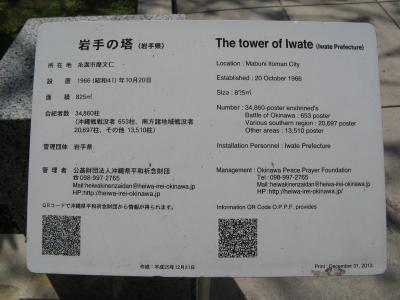 岩手の塔 (岩手県)
所在地 糸満市摩文仁
設置 1966 (昭和41) 年10月20日
面積 825㎡
合祀者数 34,860柱
(沖縄戦戦没者 653柱、南方諸地域戦没者
20,697柱、その他 13,510柱)
管理団体 岩手県
管理者 公益財団法人沖縄県平和祈念財団
☎098-997-2765
Mail:heiwakinenzaidan@heiwa-irei-okinawa.jp
HP:http://heiwa-irei-okinawa.jp
QRコードで沖縄県平和祈念財団から情報が得られます。
作成:平成25年12月31日
The tower of Iwate (Iwate Prefecture)
Location : Mabuni Itoman City
Established : 20 October 1966
Size : 825㎡
Number : 34,860-poster enshrined's
Battle of Okinawa : 653 poster
Various southern region : 20,697 poster
Other areas : 13,510 poster
Installation Personnel : Iwate Prefecture
Management : Okinawa Peace Prayer Foundation
Tel : 098-997-2765
Mail:heiwakinenzaidan@heiwa-irei-okinawa.jp
HP:http://heiwa-irei-okinawa.jp/
Information QR Code O.P.P.F. provides
Print : December 31, 2013